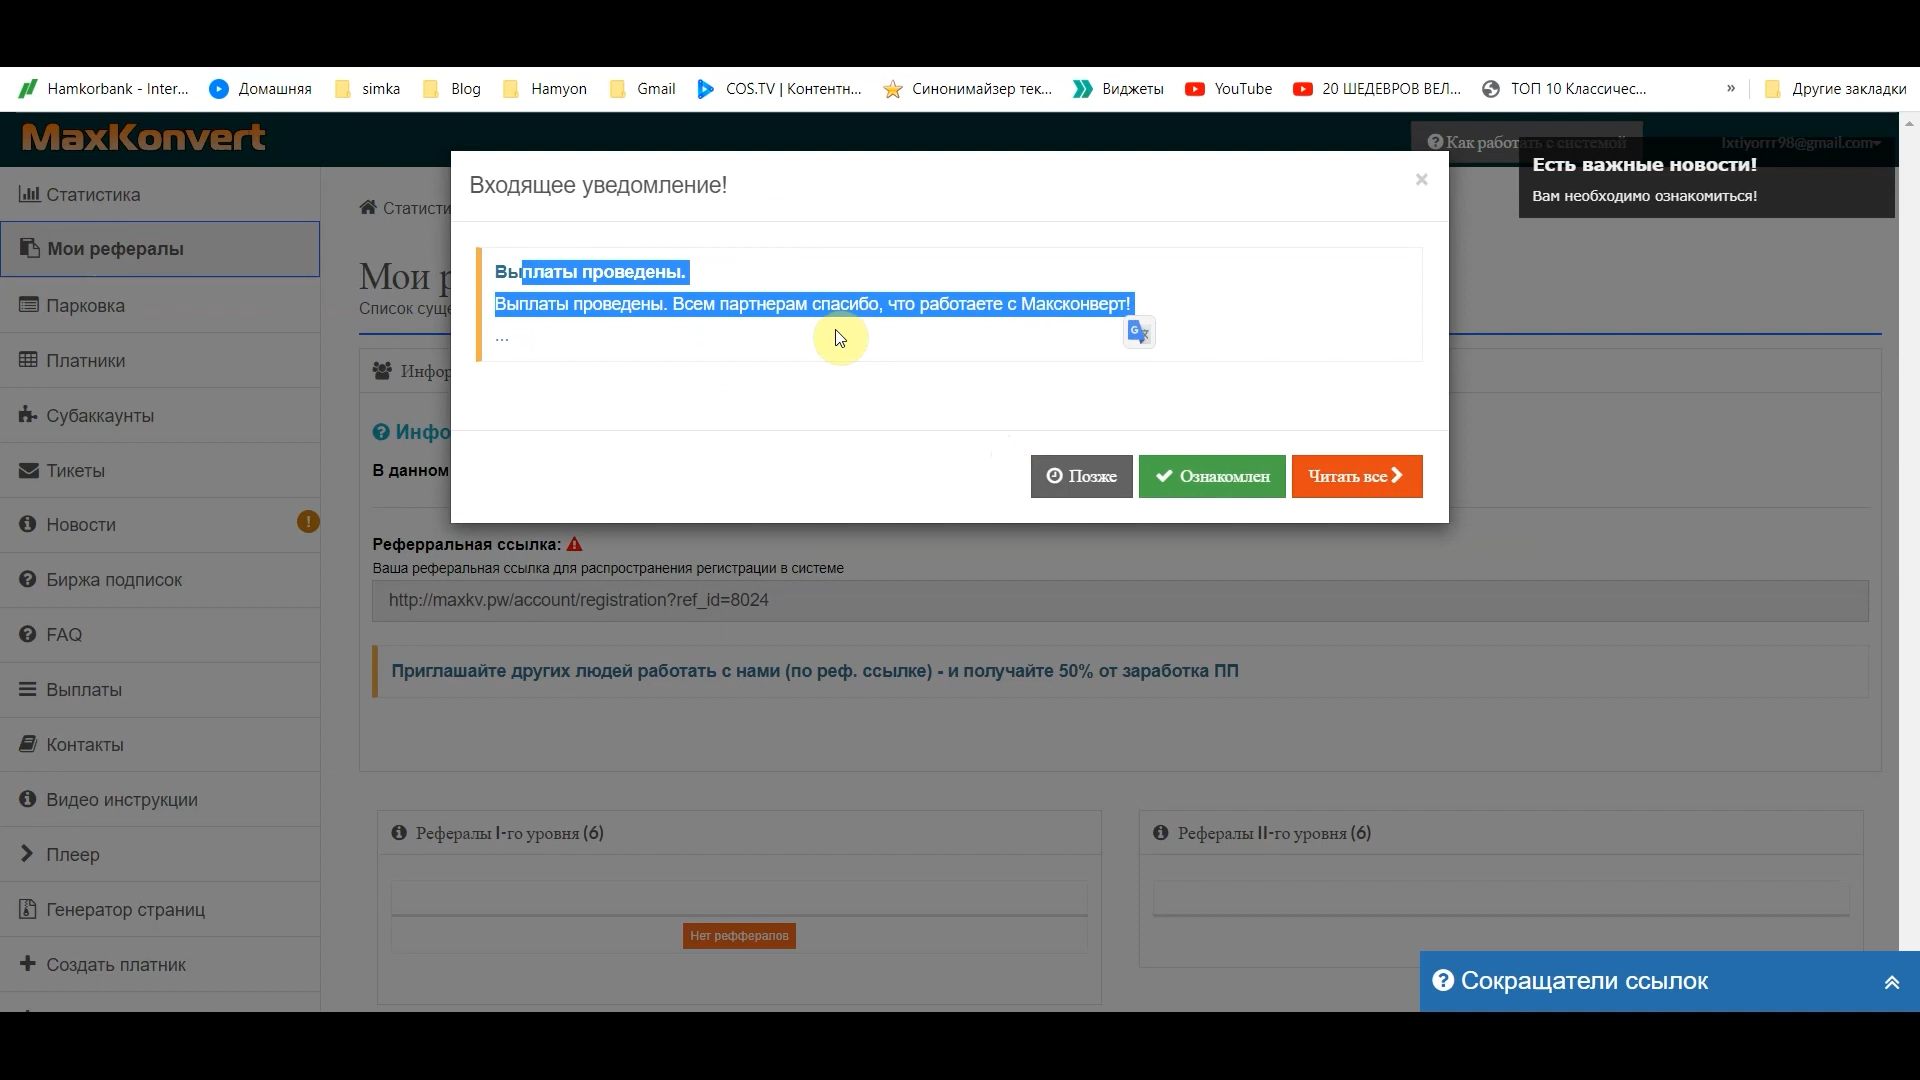 Hamkorbank - Inter...
Домашняя
simka
Blog
Hamyon
Gmail
COS.TV | Контентн...
Синонимайзер тек...
Виджеты
YouTube
20 ШЕДЕВРОВ ВЕЛ...
ТОП 10 Классичес...
»
Другие закладки
MaxKonvert
Как работать с системой
Ixtiyorrr98@gmail.com
Есть важные новости!
Вам необходимо ознакомиться!
Статистика
Мои рефералы
Парковка
Платники
Субаккаунты
Тикеты
Новости
Биржа подписок
FAQ
Выплаты
Контакты
Видео инструкции
Плеер
Генератор страниц
Создать платник
Статисти
Мои р
Список суще
Инфор
Инфо
В данном
Входящее уведомление!
×
Выплаты проведены.
Выплаты проведены. Всем партнерам спасибо, что работаете с Максконверт!
...
Позже
Ознакомлен
Читать все
Реферральная ссылка:
Ваша реферальная ссылка для распространения регистрации в системе
http://maxkv.pw/account/registration?ref_id=8024
Приглашайте других людей работать с нами (по реф. ссылке) - и получайте 50% от заработка ПП
Рефералы I-го уровня (6)
Нет реффералов
Рефералы II-го уровня (6)
Сокращатели ссылок